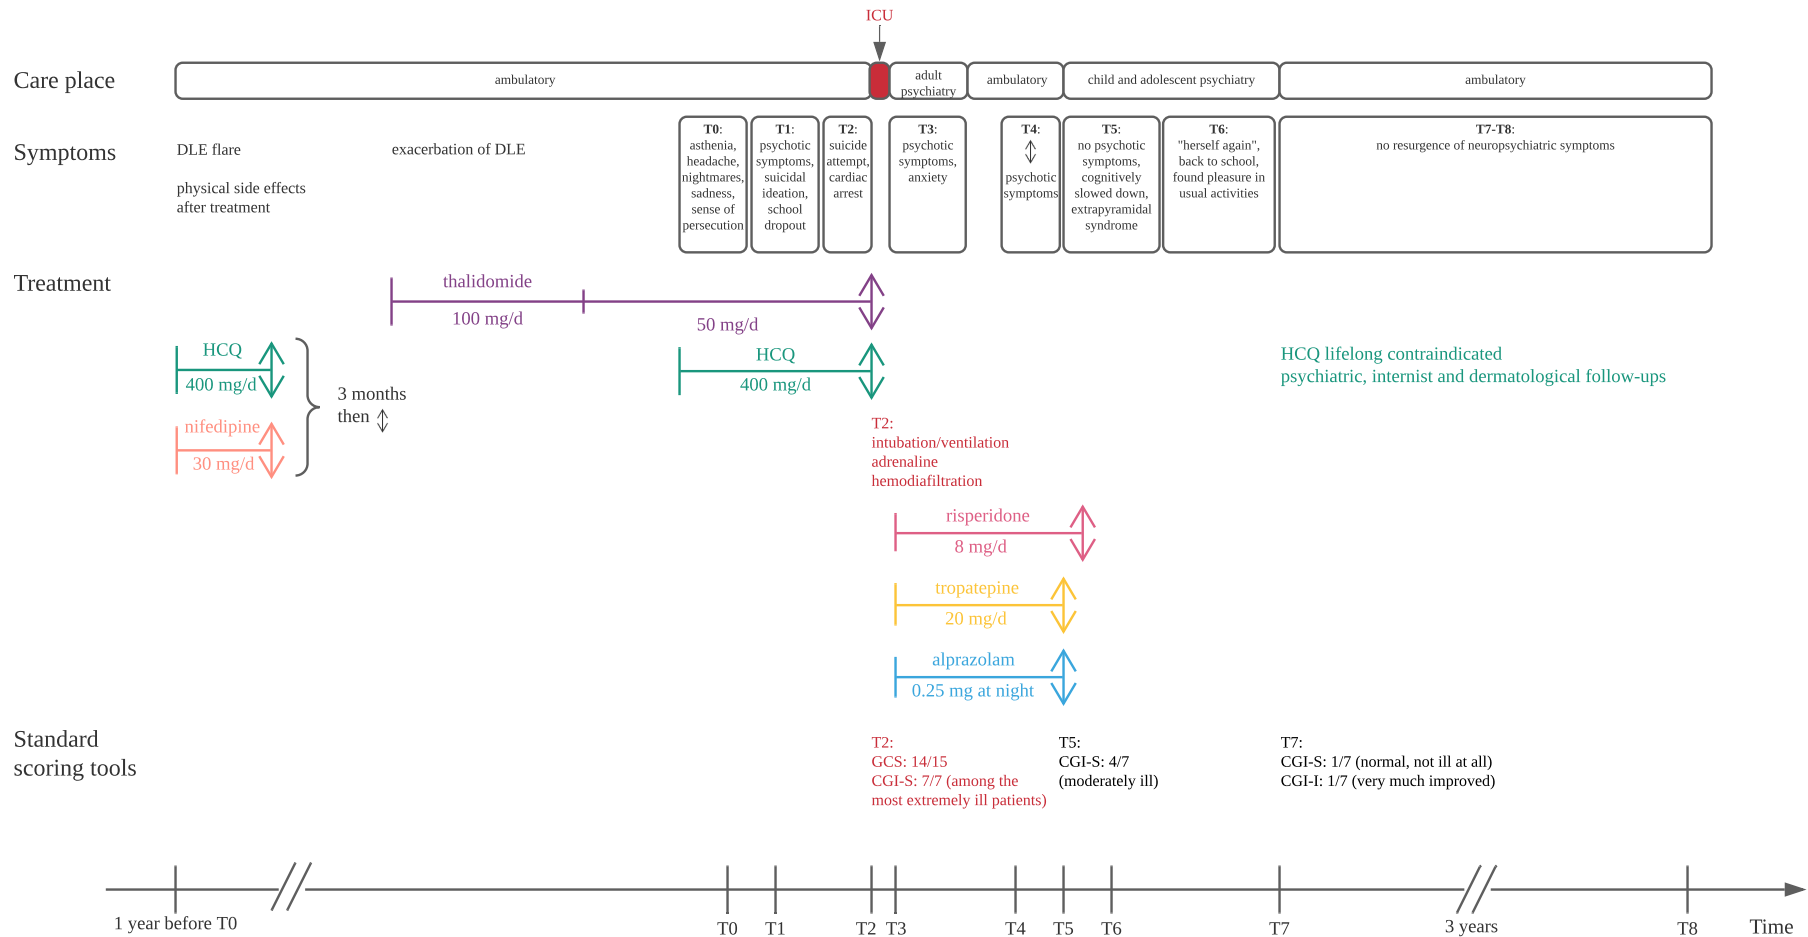 ICU
Care place
ambulatory
adult
psychiatry
ambulatory
child and adolescent psychiatry
ambulatory
Symptoms
DLE flare
physical side effects
after treatment
exacerbation of DLE
T0:
asthenia,
headache,
nightmares,
sadness,
sense of
persecution
T1:
psychotic
symptoms,
suicidal
ideation,
school
dropout
T2:
suicide
attempt,
cardiac
arrest
T3:
psychotic
symptoms,
anxiety
T4:
psychotic
symptoms
T5:
no psychotic
symptoms,
cognitively
slowed down,
extrapyramidal
syndrome
T6:
"herself again",
back to school,
found pleasure in
usual activities
T7-T8:
no resurgence of neuropsychiatric symptoms
Treatment
thalidomide
100 mg/d
50 mg/d
HCQ
400 mg/d
nifedipine
30 mg/d
3 months
then
HCQ
400 mg/d
HCQ lifelong contraindicated
psychiatric, internist and dermatological follow-ups
T2:
intubation/ventilation
adrenaline
hemodiafiltration
risperidone
8 mg/d
tropatepine
20 mg/d
alprazolam
0.25 mg at night
Standard
scoring tools
T2:
GCS: 14/15
CGI-S: 7/7 (among the
most extremely ill patients)
T5:
CGI-S: 4/7
(moderately ill)
T7:
CGI-S: 1/7 (normal, not ill at all)
CGI-I: 1/7 (very much improved)
1 year before T0
T0
T1
T2
T3
T4
T5
T6
T7
3 years
T8
Time